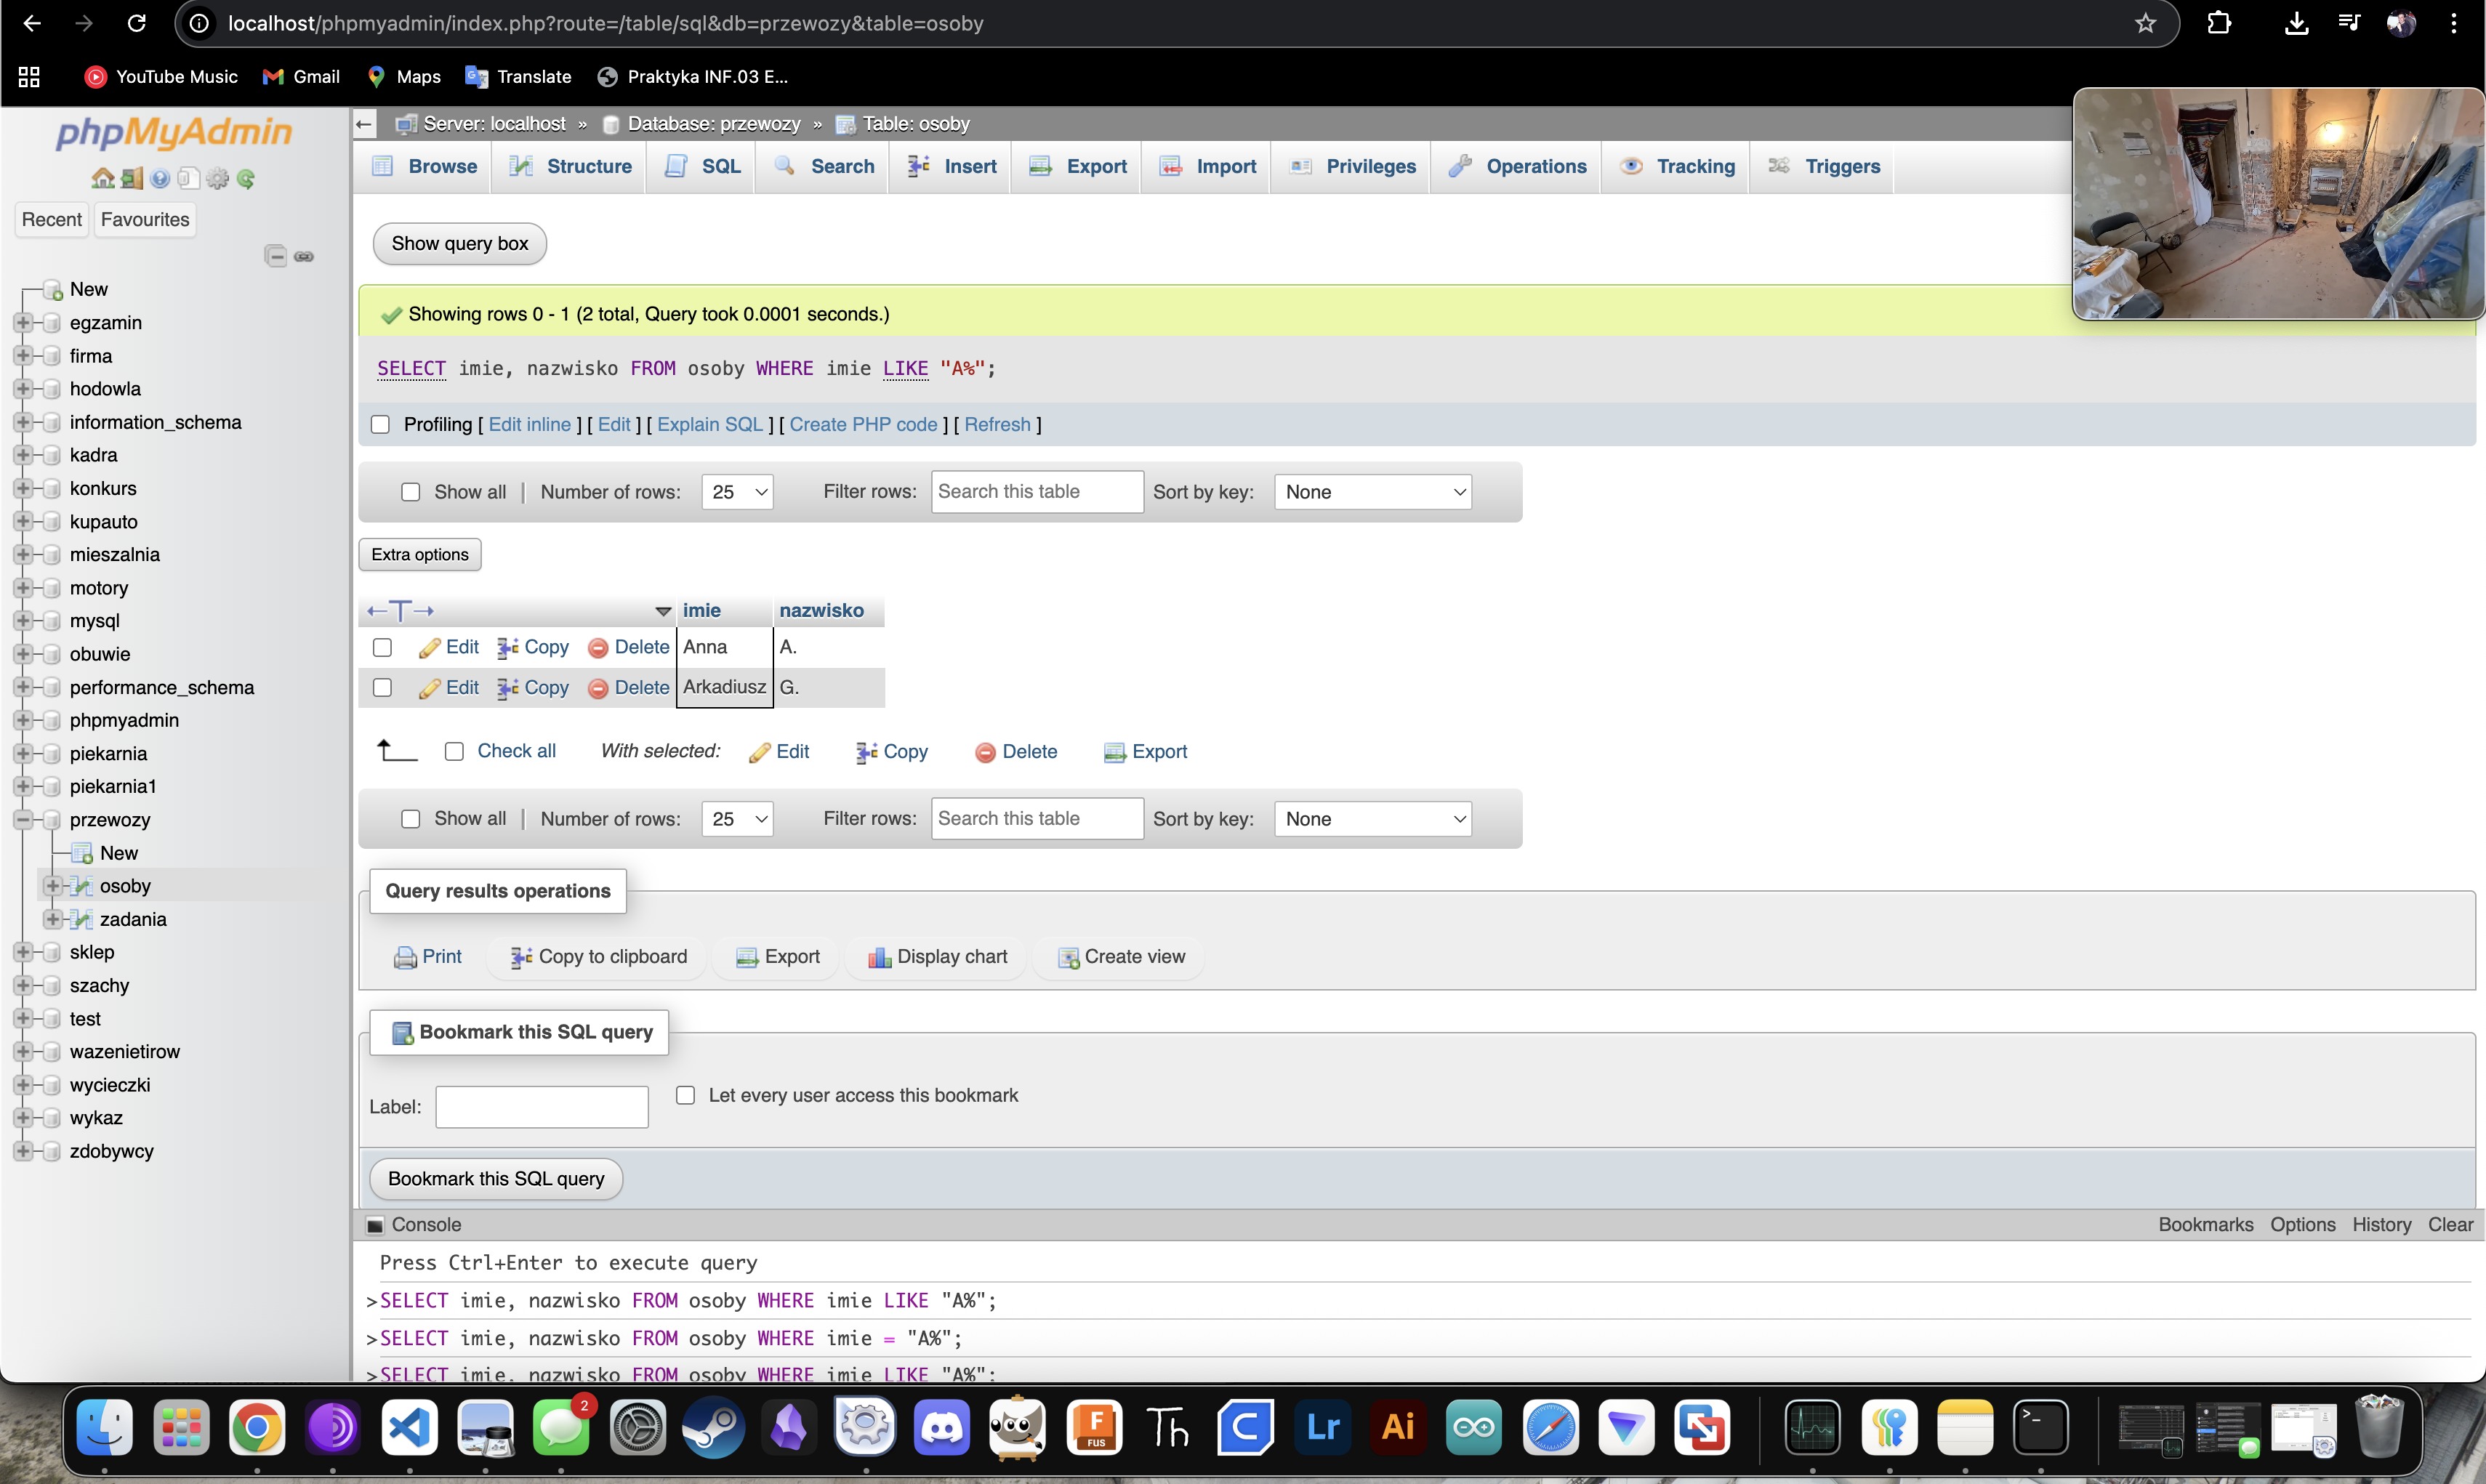 localhost/phpmyadmin/index.php?route=/table/sql&db=przewozy&table=osoby
YouTube Music Gmail Maps Translate Praktyka INF.03 E...
phpMyAdmin
Recent Favourites
New
egzamin
firma
hodowla
information_schema
kadra
konkurs
kupauto
mieszalnia
motory
mysql
obuwie
performance_schema
phpmyadmin
piekarnia
piekarnia1
przewozy
New
osoby
zadania
sklep
szachy
test
wazenietirow
wycieczki
wykaz
zdobywcy
Server: localhost » Database: przewozy » Table: osoby
Browse Structure SQL Search Insert Export Import Privileges Operations Tracking Triggers
Show query box
Showing rows 0 - 1 (2 total, Query took 0.0001 seconds.)
SELECT imie, nazwisko FROM osoby WHERE imie LIKE "A%";
Profiling [ Edit inline ] [ Edit ] [ Explain SQL ] [ Create PHP code ] [ Refresh ]
Show all | Number of rows: 25 Filter rows: Search this table Sort by key: None
Extra options
←T→ imie nazwisko
Edit Copy Delete Anna A.
Edit Copy Delete Arkadiusz G.
Check all With selected: Edit Copy Delete Export
Show all | Number of rows: 25 Filter rows: Search this table Sort by key: None
Query results operations
Print Copy to clipboard Export Display chart Create view
Bookmark this SQL query
Label: Let every user access this bookmark
Bookmark this SQL query
Console Bookmarks Options History Clear
Press Ctrl+Enter to execute query
>SELECT imie, nazwisko FROM osoby WHERE imie LIKE "A%";
>SELECT imie, nazwisko FROM osoby WHERE imie = "A%";
>SELECT imie, nazwisko FROM osoby WHERE imie LIKE "A%";
2
F
FUS
Th
C
Lr
Ai
>_